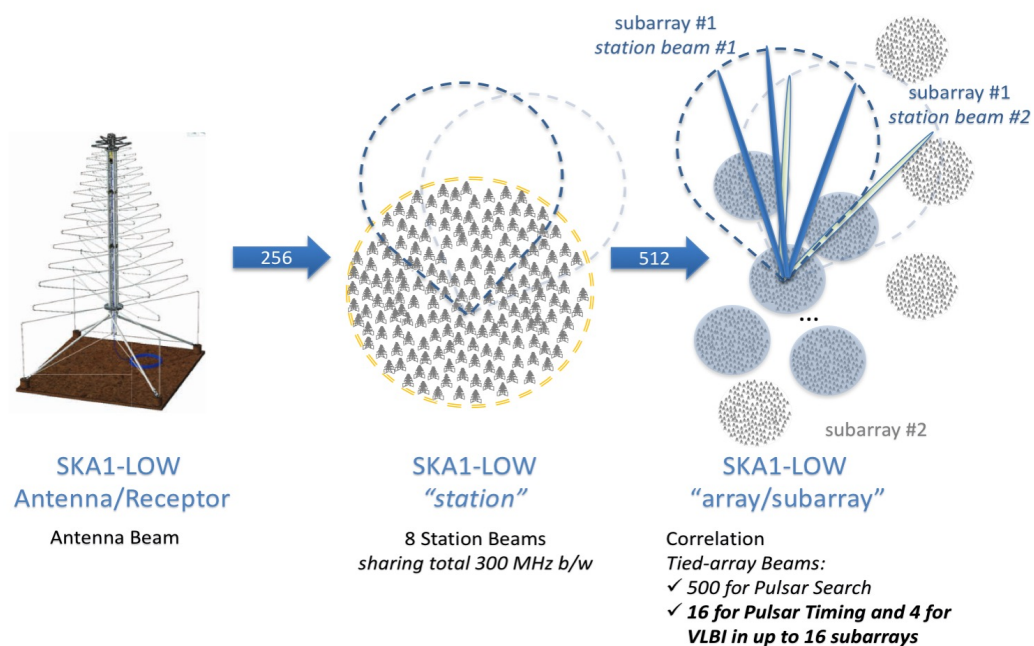 subarray #1
station beam #1
subarray #1
station beam #2
256
512
...
subarray #2
SKA1-LOW
Antenna/Receptor
Antenna Beam
SKA1-LOW
“station”
8 Station Beams
sharing total 300 MHz b/w
SKA1-LOW
“array/subarray”
Correlation
Tied-array Beams:
✓ 500 for Pulsar Search
✓ 16 for Pulsar Timing and 4 for
VLBI in up to 16 subarrays